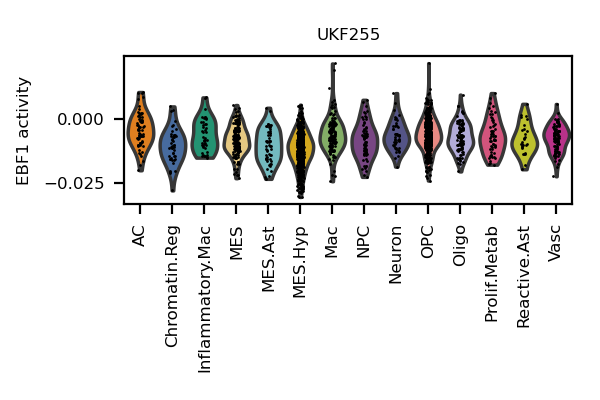 UKF255
EBF1 activity
0.000
−0.025
AC
Chromatin.Reg
Inflammatory.Mac
MES
MES.Ast
MES.Hyp
Mac
NPC
Neuron
OPC
Oligo
Prolif.Metab
Reactive.Ast
Vasc